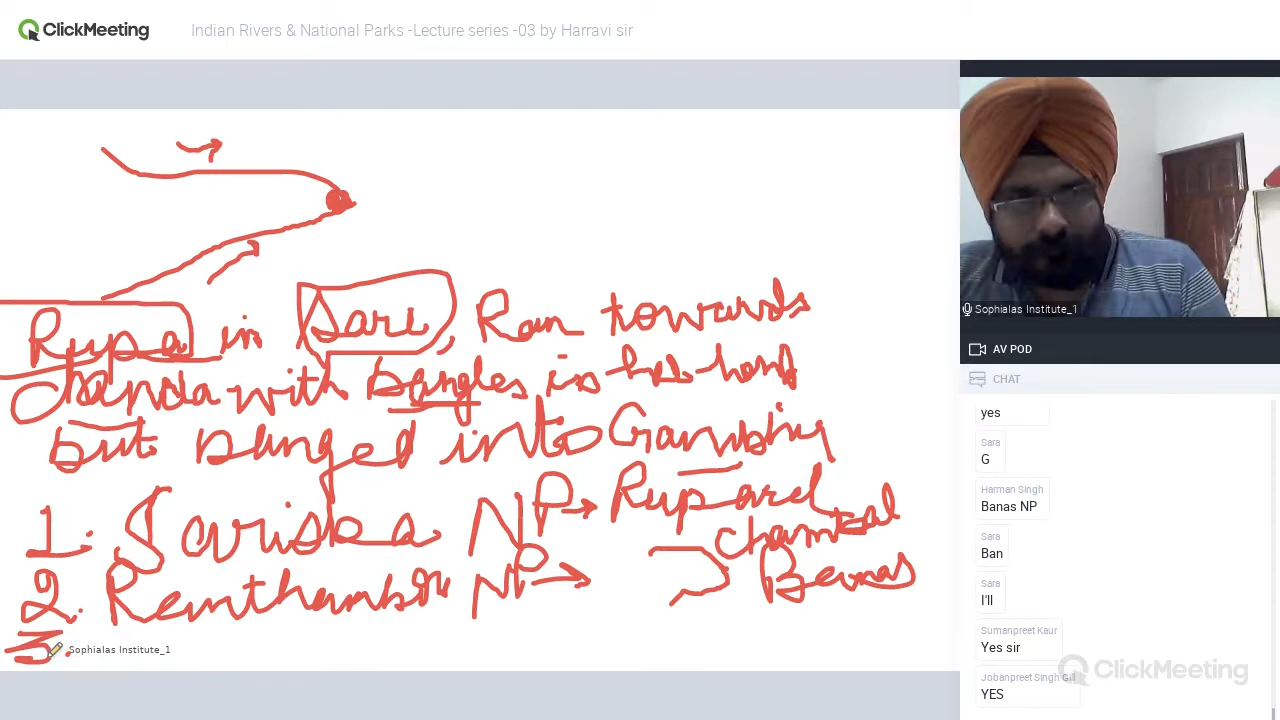 ClickMeeting
Indian Rivers & National Parks -Lecture series -03 by Harravi sir
Rupa in Sari, Ran towards
Chanda with bangles in her hand
but banged into Gambhir
1. Sariska NP → Ruparel
2. Ranthambor NP → Chambal
Banas
3.
Sophialas Institute_1
Sophialas Institute_1
AV POD
CHAT
yes
Sara
G
Harman Singh
Banas NP
Sara
Ban
Sara
I'll
Sumanpreet Kaur
Yes sir
Jobanpreet Singh Gill
YES
ClickMeeting